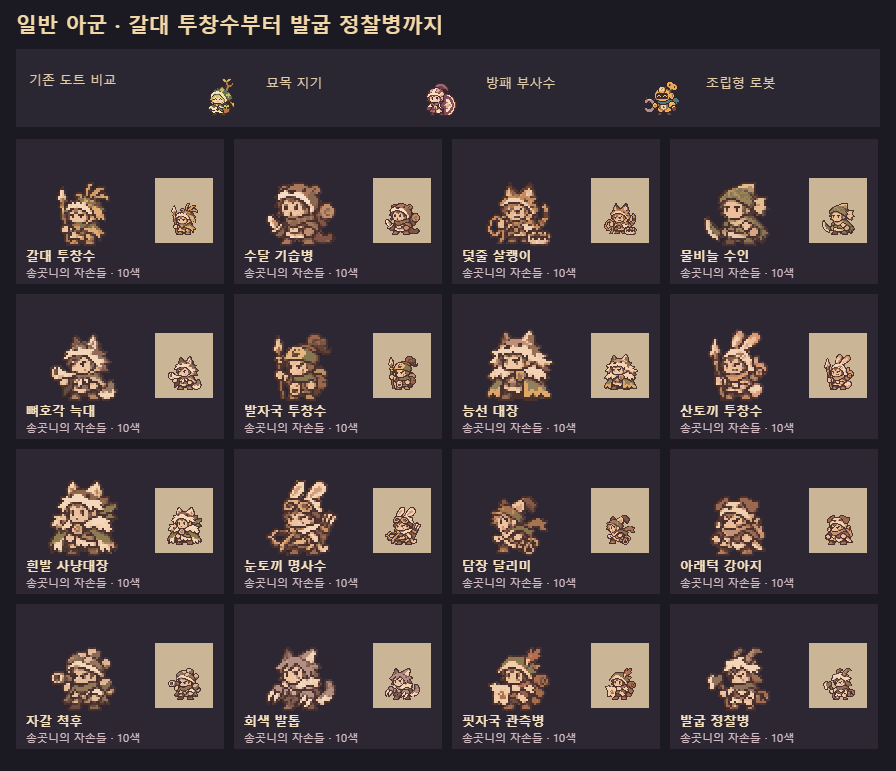 일반 아군 · 갈대 투창수부터 발굽 정찰병까지
기존 도트 비교
묘목 지기
방패 부사수
조립형 로봇
갈대 투창수
송곳니의 자손들 · 10색
수달 기습병
송곳니의 자손들 · 10색
덫줄 살쾡이
송곳니의 자손들 · 10색
물비늘 수인
송곳니의 자손들 · 10색
뼈호각 늑대
송곳니의 자손들 · 10색
발자국 투창수
송곳니의 자손들 · 10색
능선 대장
송곳니의 자손들 · 10색
산토끼 투창수
송곳니의 자손들 · 10색
흰발 사냥대장
송곳니의 자손들 · 10색
눈토끼 명사수
송곳니의 자손들 · 10색
담장 달리미
송곳니의 자손들 · 10색
아래턱 강아지
송곳니의 자손들 · 10색
자칼 척후
송곳니의 자손들 · 10색
회색 발톱
송곳니의 자손들 · 10색
핏자국 관측병
송곳니의 자손들 · 10색
발굽 정찰병
송곳니의 자손들 · 10색